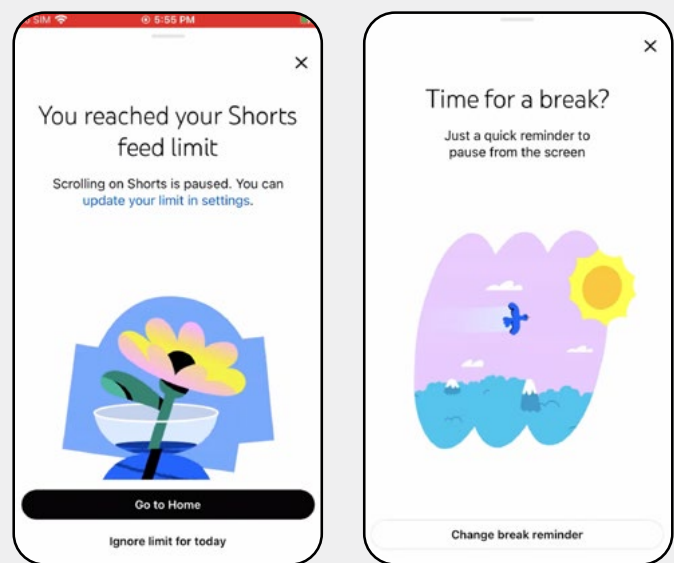 SIM 5:55 PM
You reached your Shorts
feed limit
Scrolling on Shorts is paused. You can
update your limit in settings.
Go to Home
Ignore limit for today
Time for a break?
Just a quick reminder to
pause from the screen
Change break reminder